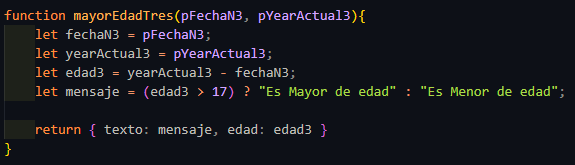 function mayorEdadTres(pFechaN3, pYearActual3){
    let fechaN3 = pFechaN3;
    let yearActual3 = pYearActual3;
    let edad3 = yearActual3 - fechaN3;
    let mensaje = (edad3 > 17) ? "Es Mayor de edad" : "Es Menor de edad";

    return { texto: mensaje, edad: edad3 }
}